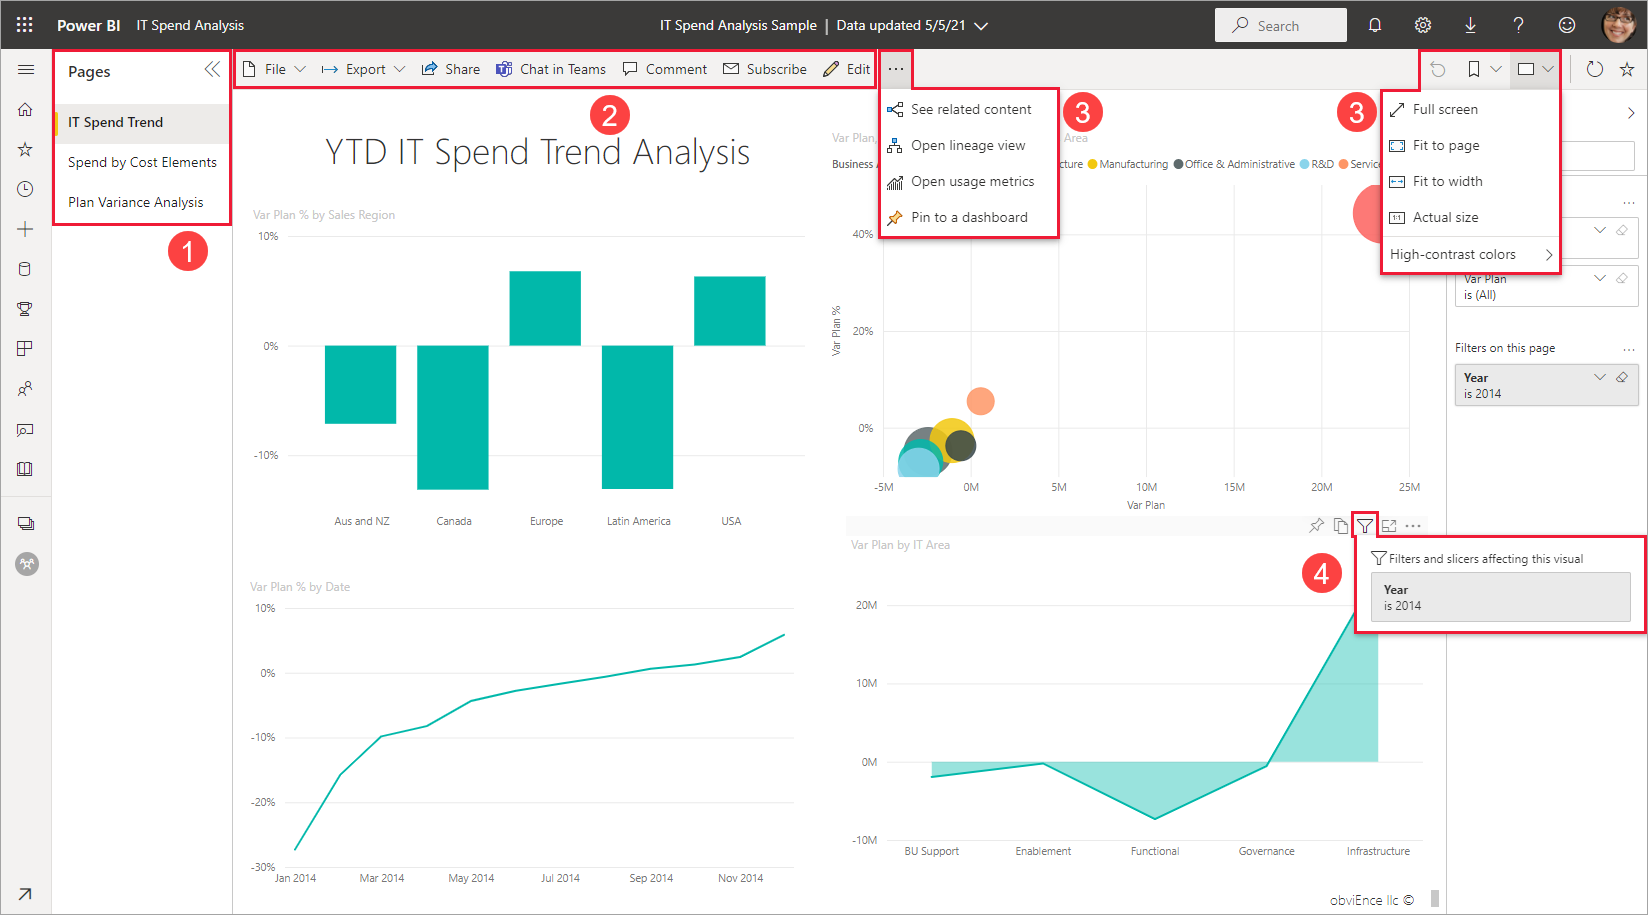 Power BI IT Spend Analysis
IT Spend Analysis Sample | Data updated 5/5/21
Search
Pages
IT Spend Trend
Spend by Cost Elements
Plan Variance Analysis
1
File Export Share Chat in Teams Comment Subscribe Edit
2
See related content
Open lineage view
Open usage metrics
Pin to a dashboard
3
3
Full screen
Fit to page
Fit to width
1:1 Actual size
High-contrast colors
YTD IT Spend Trend Analysis
Var Plan % by Sales Region
10%
0%
-10%
Aus and NZ Canada Europe Latin America USA
Var Plan, Area
Business A cture Manufacturing Office & Administrative R&D Servic
40%
20%
0%
Var Plan %
-5M 0M 5M 10M 15M 20M 25M
Var Plan
Var Plan
is (All)
Filters on this page
Year
is 2014
Var Plan % by Date
10%
0%
-10%
-20%
-30%
Jan 2014 Mar 2014 May 2014 Jul 2014 Sep 2014 Nov 2014
Var Plan by IT Area
4
Filters and slicers affecting this visual
Year
is 2014
20M
10M
0M
-10M
BU Support Enablement Functional Governance Infrastructure
obviEnce llc ©